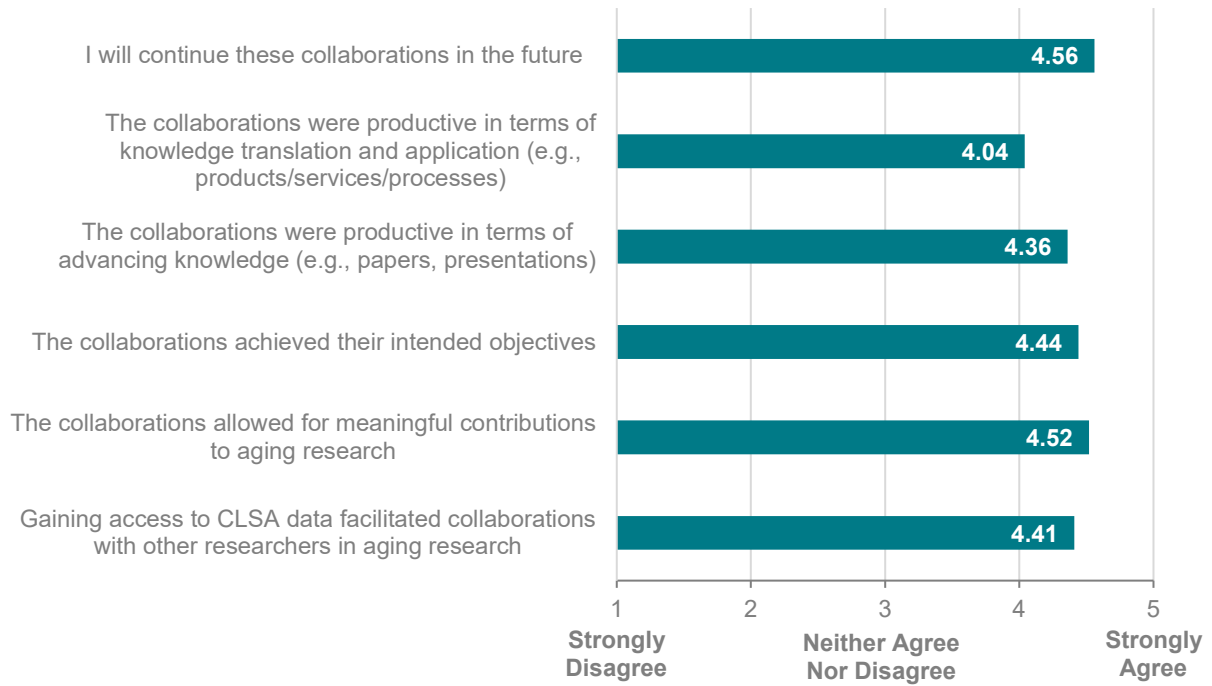 I will continue these collaborations in the future
4.56
The collaborations were productive in terms of
knowledge translation and application (e.g.,
products/services/processes)
4.04
The collaborations were productive in terms of
advancing knowledge (e.g., papers, presentations)
4.36
The collaborations achieved their intended objectives
4.44
The collaborations allowed for meaningful contributions
to aging research
4.52
Gaining access to CLSA data facilitated collaborations
with other researchers in aging research
4.41
1 2 3 4 5
Strongly
Disagree
Neither Agree
Nor Disagree
Strongly
Agree